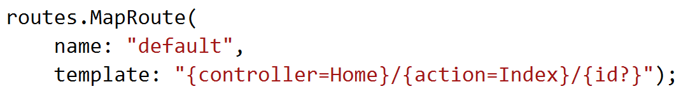 routes.MapRoute(
    name: "default",
    template: "{controller=Home}/{action=Index}/{id?}");